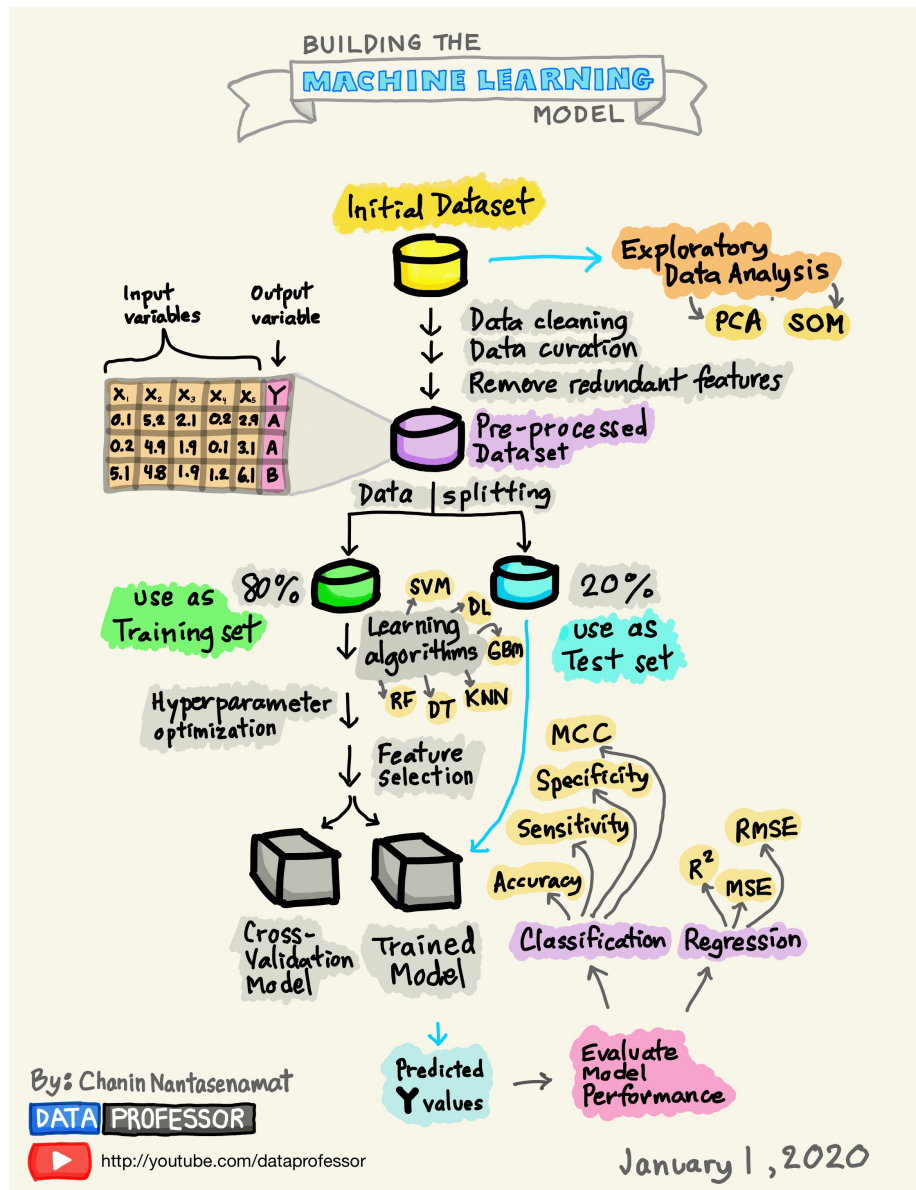 BUILDING THE
MACHINE LEARNING
MODEL
Initial Dataset
Exploratory
Data Analysis
PCA
SOM
Data cleaning
Data curation
Remove redundant features
Input
variables
Output
variable
X₁ X₂ X₃ X₄ X₅ Y
0.1 5.2 2.1 0.2 2.9 A
0.2 4.9 1.9 0.1 3.1 A
5.1 4.8 1.9 1.2 6.1 B
Pre-processed
Dataset
Data splitting
80%
use as
Training set
20%
use as
Test set
Learning
algorithms
SVM
DL
GBM
KNN
DT
RF
Hyperparameter
optimization
Feature
selection
Cross-
Validation
Model
Trained
Model
Predicted
Y values
Evaluate
Model
Performance
Classification
Accuracy
Sensitivity
Specificity
MCC
Regression
R²
MSE
RMSE
By: Chanin Nantasenamat
DATA PROFESSOR
http://youtube.com/dataprofessor
January 1, 2020